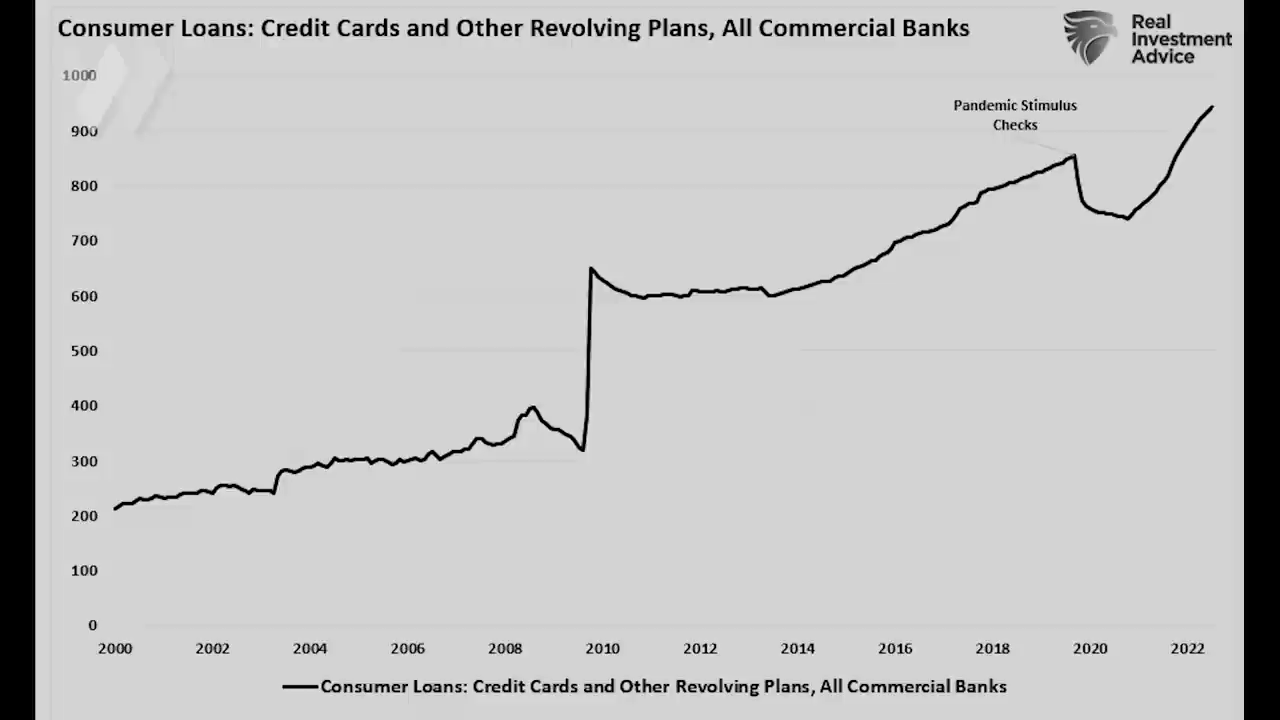 Consumer Loans: Credit Cards and Other Revolving Plans, All Commercial Banks
Real
Investment
Advice
1000
900
800
700
600
500
400
300
200
100
0
Pandemic Stimulus
Checks
2000 2002 2004 2006 2008 2010 2012 2014 2016 2018 2020 2022
Consumer Loans: Credit Cards and Other Revolving Plans, All Commercial Banks